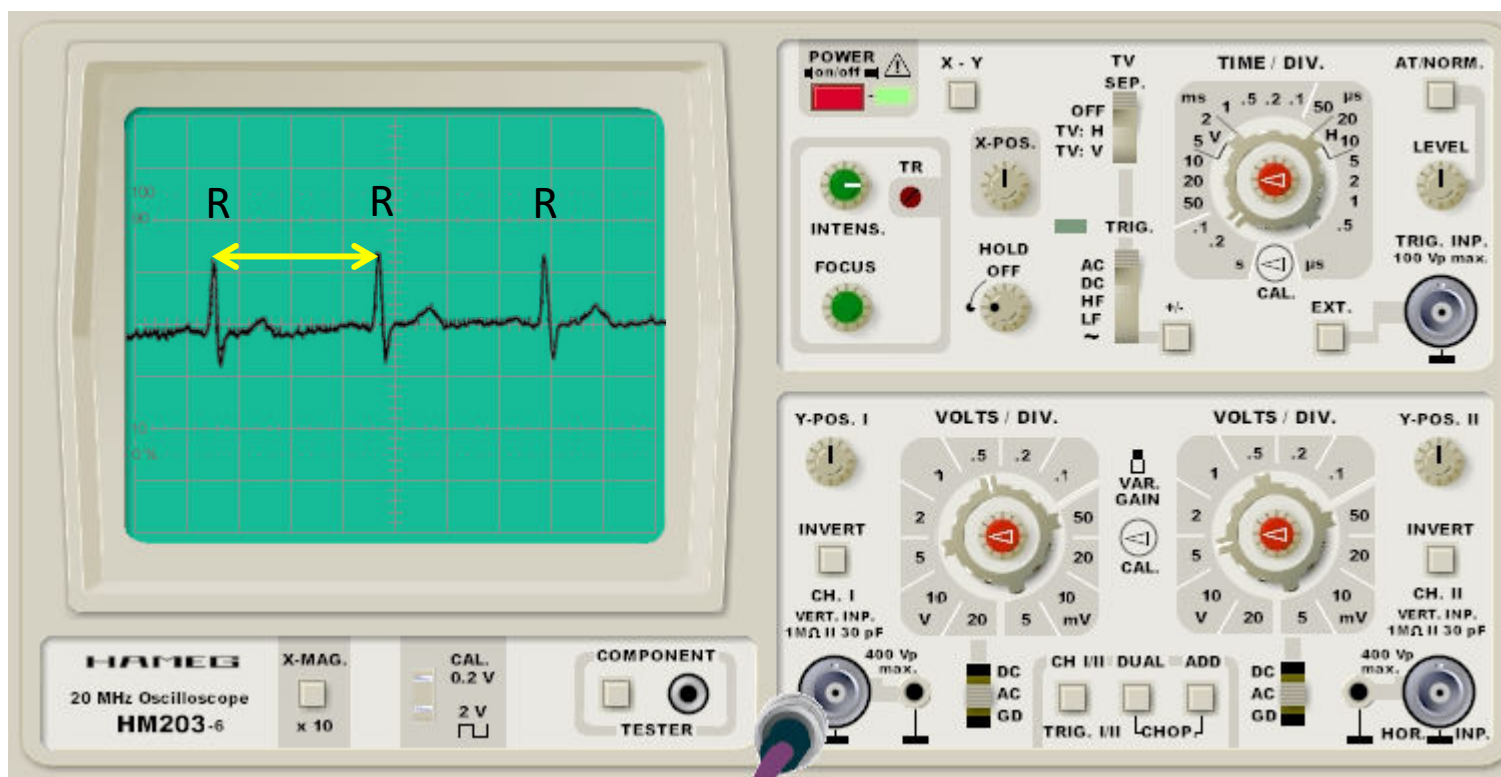 R R R
100
90
10
0%
HAMEG
20 MHz Oscilloscope
HM203-6
X-MAG.
x 10
CAL.
0.2 V
2 V
COMPONENT
TESTER
POWER
on/off
X - Y
TV
SEP.
OFF
TV: H
TV: V
TIME / DIV.
ms 1 .5 .2 .1 50 µs
2 20
5 V H 10
10 5
20 2
50 1
.1 .5
.2
s µs
CAL.
AT/NORM.
LEVEL
X-POS.
TR
INTENS.
FOCUS
HOLD
OFF
TRIG.
AC
DC
HF
LF
~
+/-
EXT.
TRIG. INP.
100 Vp max.
Y-POS. I
VOLTS / DIV.
.5 .2
1 .1
2 50
5 20
10 10
V 20 5 mV
INVERT
CH. I
VERT. INP.
1MΩ II 30 pF
400 Vp
max.
DC
AC
GD
VAR.
GAIN
CAL.
CH I/II DUAL ADD
TRIG. I/II CHOP.
VOLTS / DIV.
.5 .2
1 .1
2 50
5 20
10 10
V 20 5 mV
Y-POS. II
INVERT
CH. II
VERT. INP.
1MΩ II 30 pF
400 Vp
max.
DC
AC
GD
HOR. INP.